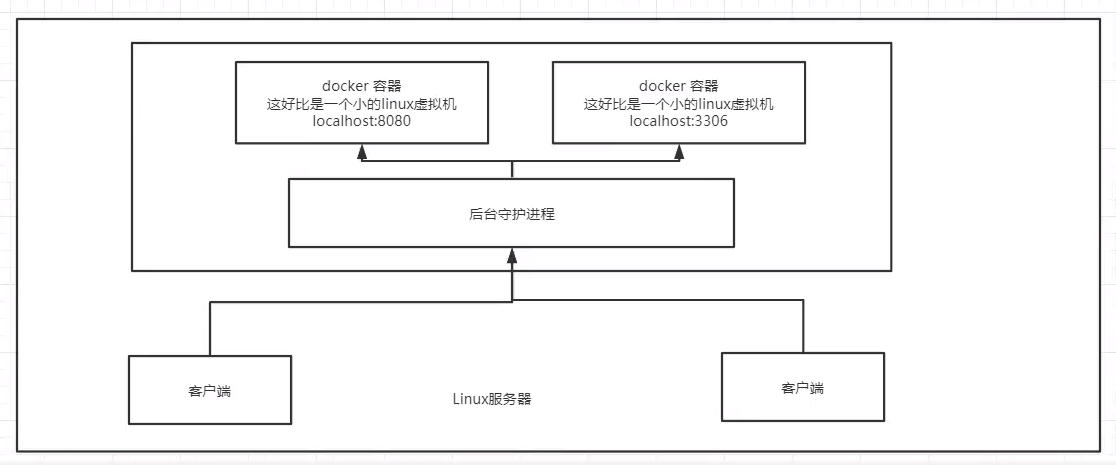 docker 容器
这好比是一个小的linux虚拟机
localhost:8080
docker 容器
这好比是一个小的linux虚拟机
localhost:3306
后台守护进程
客户端
Linux服务器
客户端